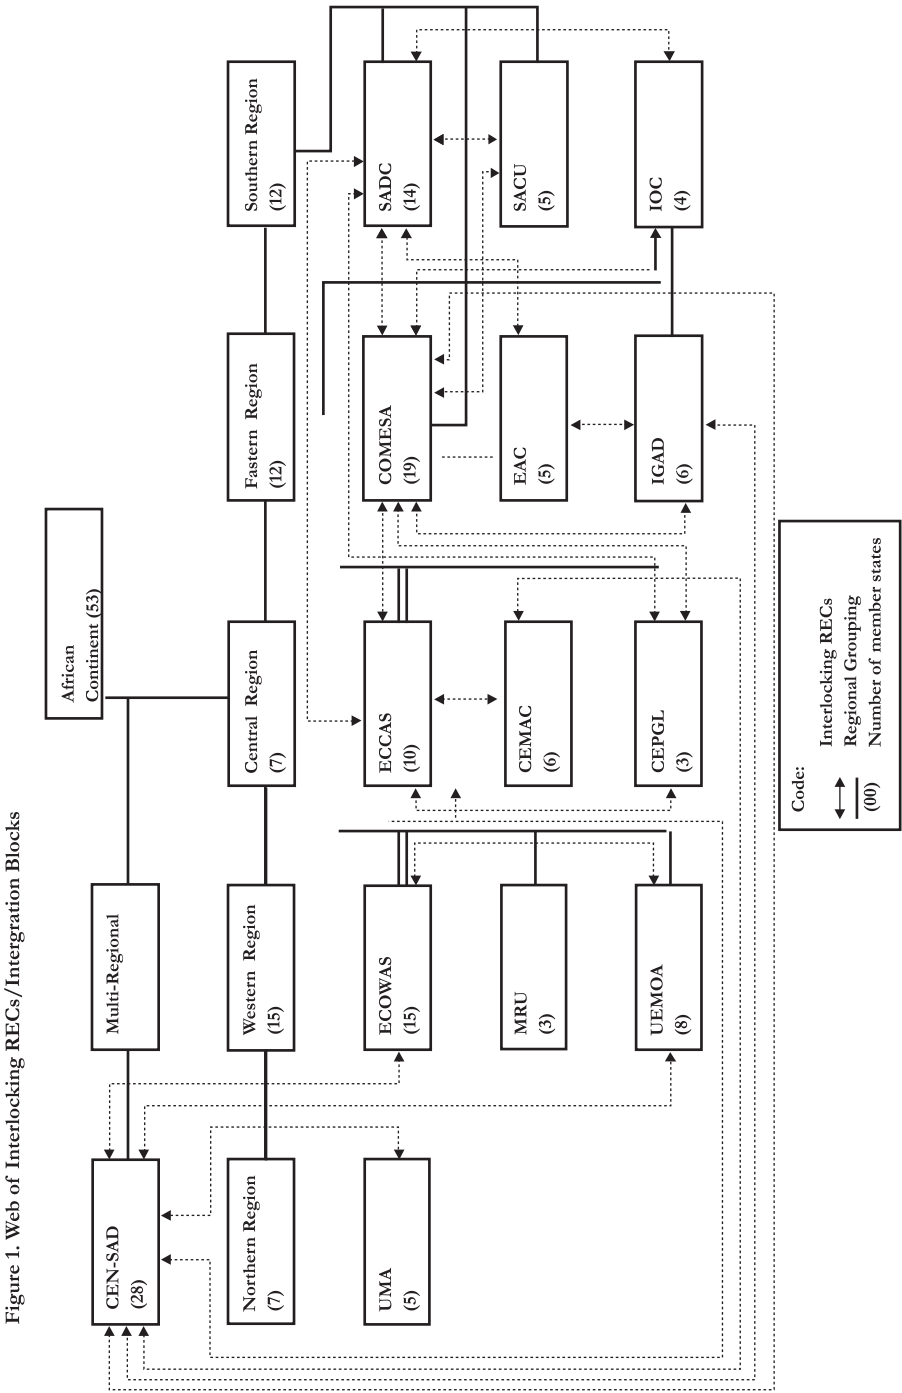 Figure 1. Web of Interlocking RECs/Intergration Blocks
African
Continent (53)
Multi-Regional
CEN-SAD
(28)
Northern Region
(7)
Western Region
(15)
Central Region
(7)
Eastern Region
(12)
Southern Region
(12)
UMA
(5)
ECOWAS
(15)
ECCAS
(10)
COMESA
(19)
SADC
(14)
MRU
(3)
CEMAC
(6)
EAC
(5)
SACU
(5)
UEMOA
(8)
CEPGL
(3)
IGAD
(6)
IOC
(4)
Code:
Interlocking RECs
Regional Grouping
(00) Number of member states